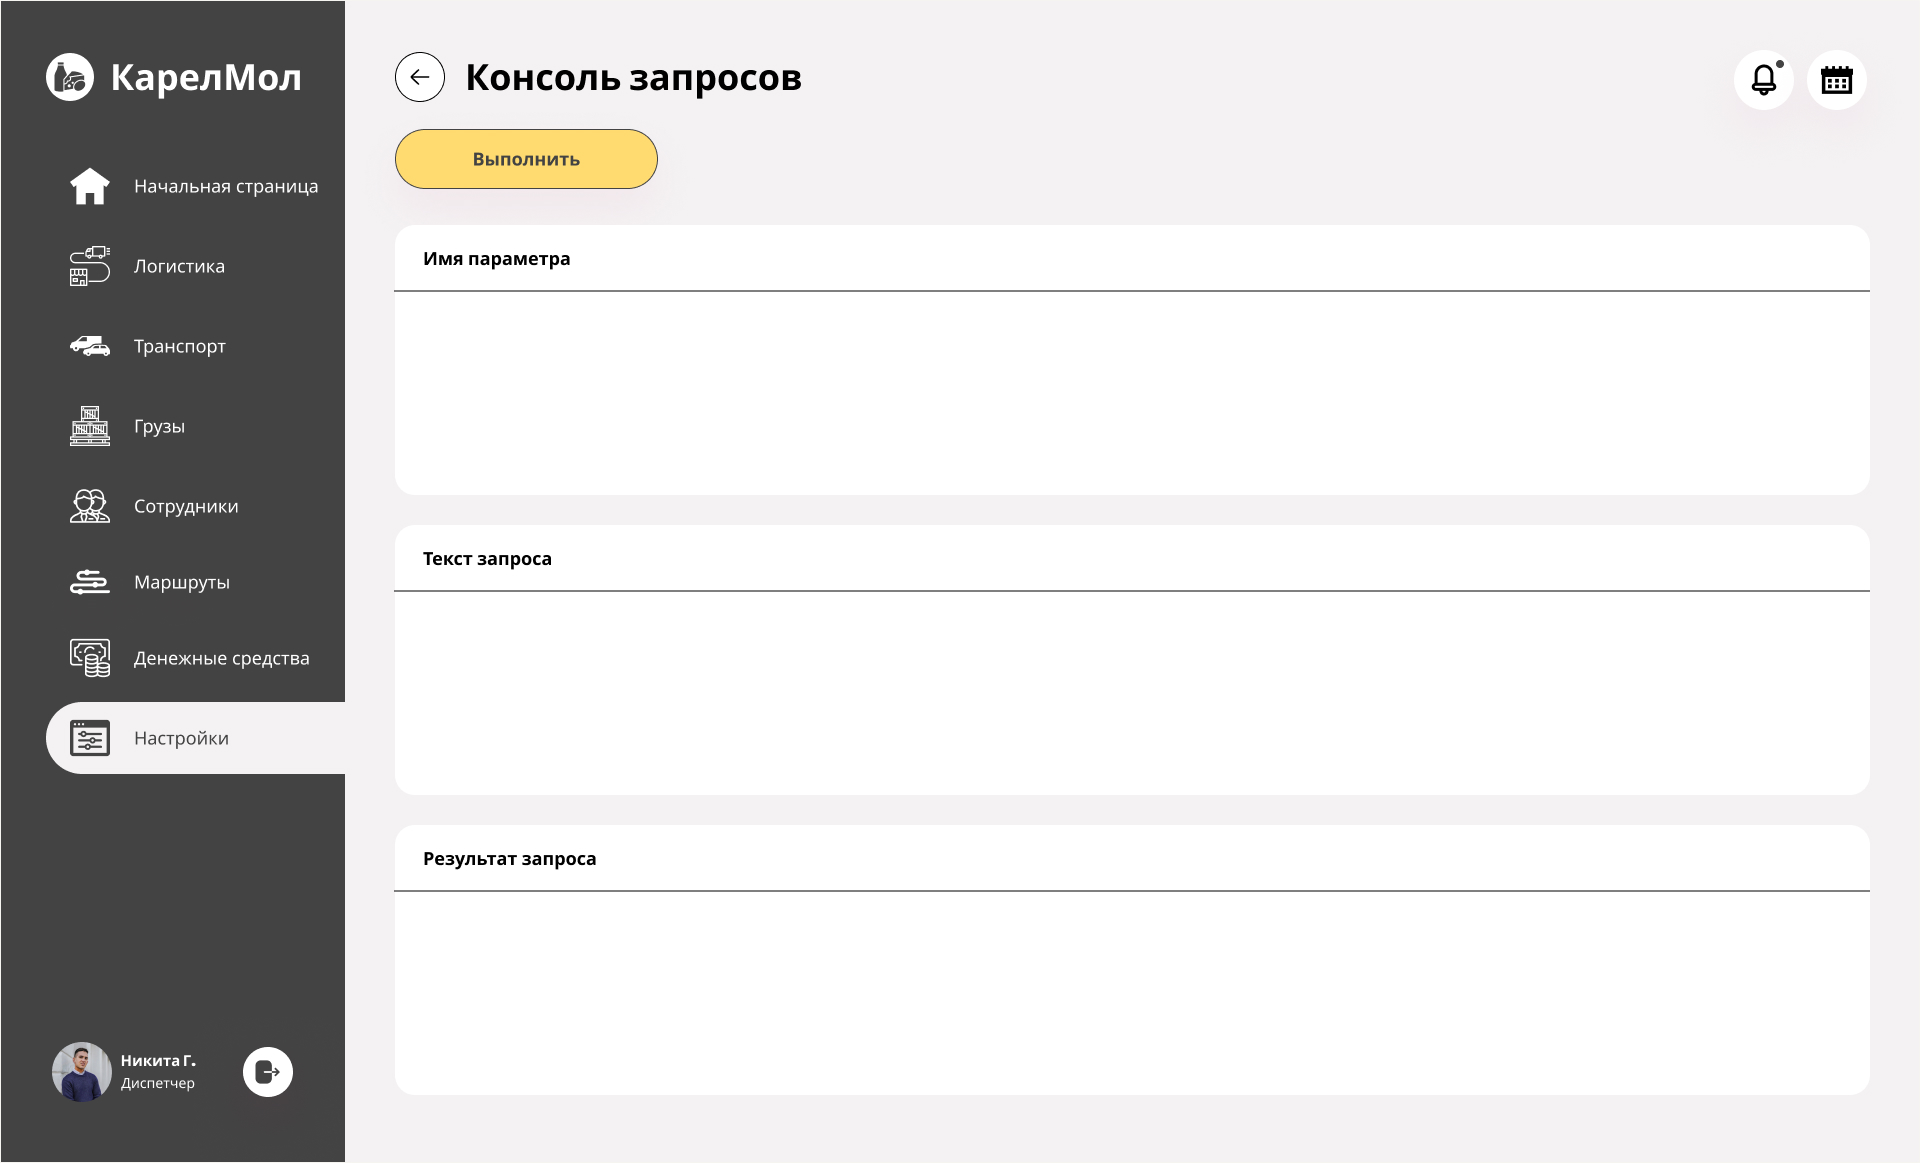 КарелМол
Начальная страница
Логистика
Транспорт
Грузы
Сотрудники
Маршруты
Денежные средства
Настройки
Никита Г.
Диспетчер
Консоль запросов
Выполнить
Имя параметра
Текст запроса
Результат запроса